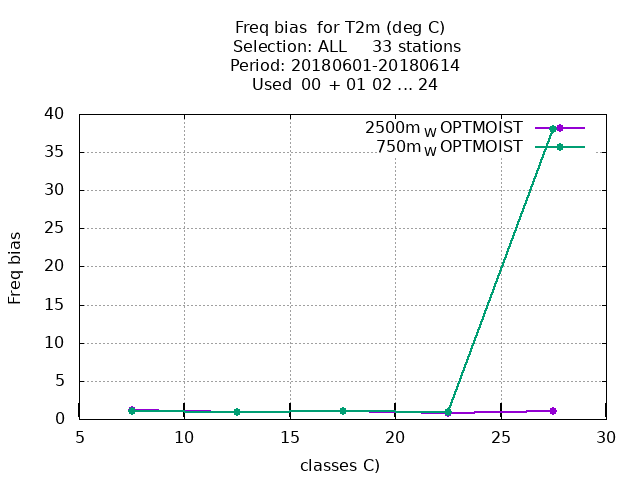 Freq bias  for T2m (deg C)
Selection: ALL     33 stations
Period: 20180601-20180614
Used  00 + 01 02 ... 24
2500m W OPTMOIST
750m W OPTMOIST
40
35
30
25
20
15
10
5
0
Freq bias
5 10 15 20 25 30
classes C)